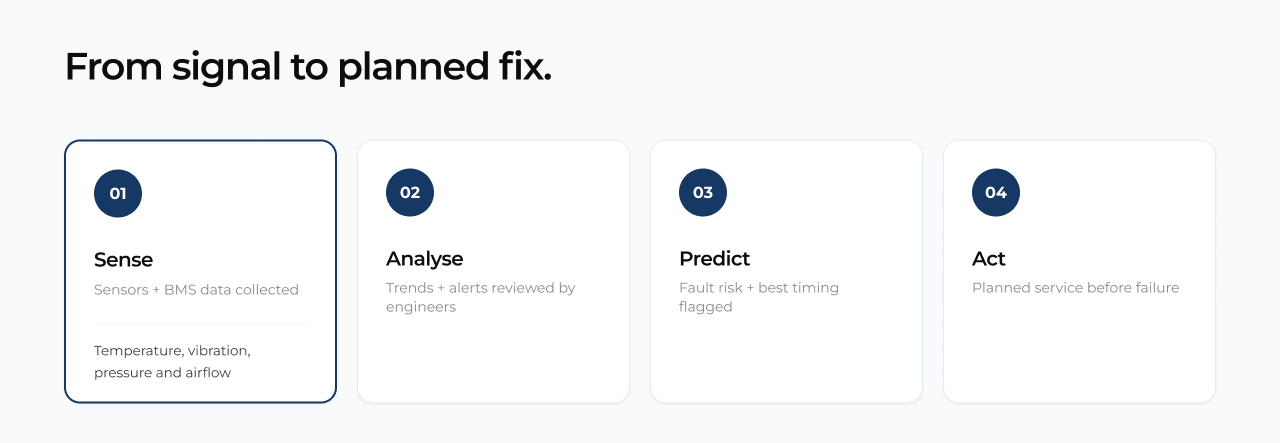 From signal to planned fix.
01
Sense
Sensors + BMS data collected
Temperature, vibration,
pressure and airflow
02
Analyse
Trends + alerts reviewed by
engineers
03
Predict
Fault risk + best timing
flagged
04
Act
Planned service before failure